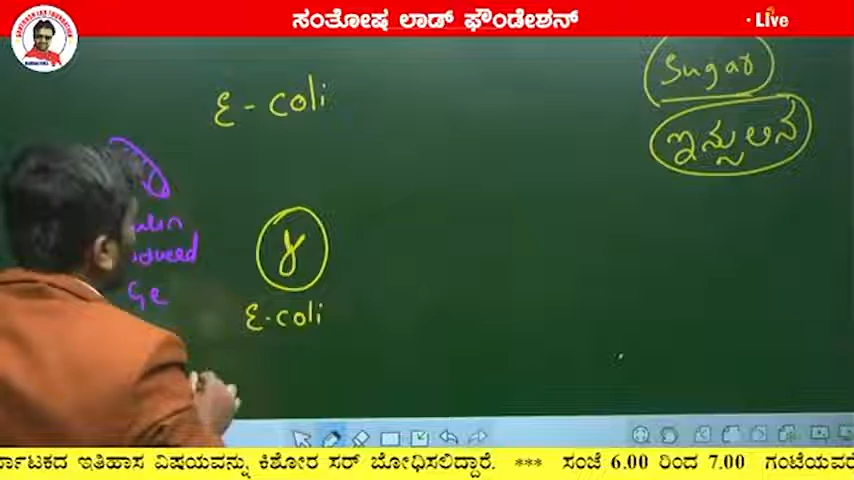 ಸಂತೋಷ ಲಾಡ್ ಫೌಂಡೇಶನ್
Live
Sugar
ಇನ್ಸುಲಿನ
E-coli
E-coli
ರ್ನಾಟಕದ ಇತಿಹಾಸ ವಿಷಯವನ್ನು ಕಿಶೋರ ಸರ್ ಬೋಧಿಸಲಿದ್ದಾರೆ. *** ಸಂಜೆ 6.00 ರಿಂದ 7.00 ಗಂಟೆಯವರೆ